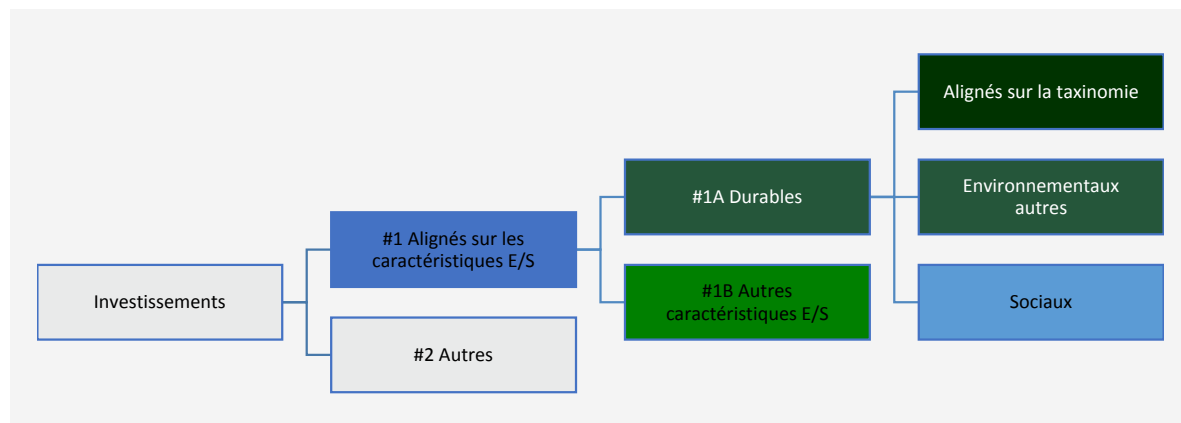 Investissements
#1 Alignés sur les
caractéristiques E/S
#2 Autres
#1A Durables
#1B Autres
caractéristiques E/S
Alignés sur la taxinomie
Environnementaux
autres
Sociaux